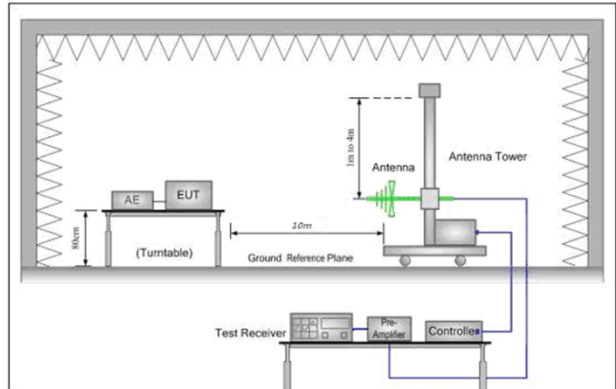 1m to 4m
Antenna
Antenna Tower
AE
EUT
80cm
(Turntable)
10m
Ground Reference Plane
Test Receiver
Pre-
Amplifier
Controller